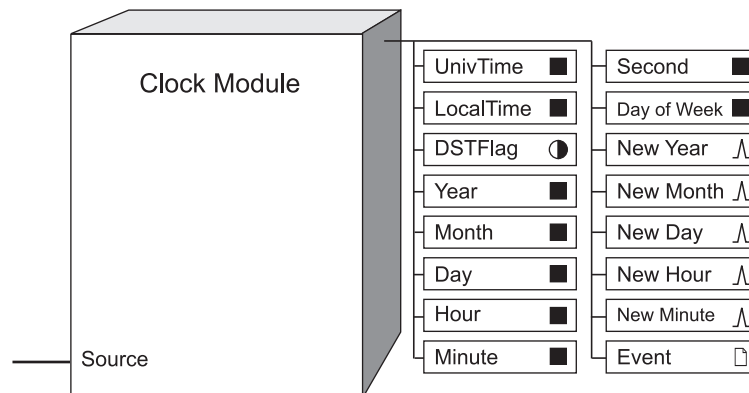 Clock Module
Source
UnivTime
LocalTime
DSTFlag
Year
Month
Day
Hour
Minute
Second
Day of Week
New Year
New Month
New Day
New Hour
New Minute
Event